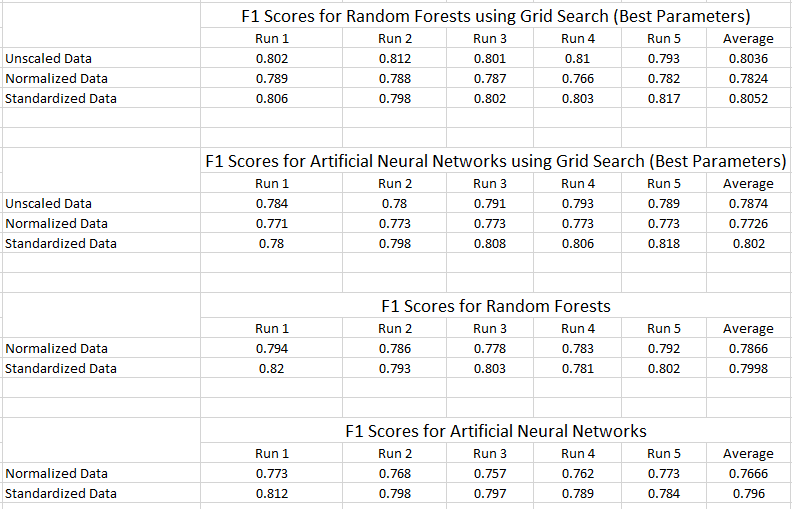 F1 Scores for Random Forests using Grid Search (Best Parameters)
Run 1 Run 2 Run 3 Run 4 Run 5 Average
Unscaled Data 0.802 0.812 0.801 0.81 0.793 0.8036
Normalized Data 0.789 0.788 0.787 0.766 0.782 0.7824
Standardized Data 0.806 0.798 0.802 0.803 0.817 0.8052
F1 Scores for Artificial Neural Networks using Grid Search (Best Parameters)
Run 1 Run 2 Run 3 Run 4 Run 5 Average
Unscaled Data 0.784 0.78 0.791 0.793 0.789 0.7874
Normalized Data 0.771 0.773 0.773 0.773 0.773 0.7726
Standardized Data 0.78 0.798 0.808 0.806 0.818 0.802
F1 Scores for Random Forests
Run 1 Run 2 Run 3 Run 4 Run 5 Average
Normalized Data 0.794 0.786 0.778 0.783 0.792 0.7866
Standardized Data 0.82 0.793 0.803 0.781 0.802 0.7998
F1 Scores for Artificial Neural Networks
Run 1 Run 2 Run 3 Run 4 Run 5 Average
Normalized Data 0.773 0.768 0.757 0.762 0.773 0.7666
Standardized Data 0.812 0.798 0.797 0.789 0.784 0.796